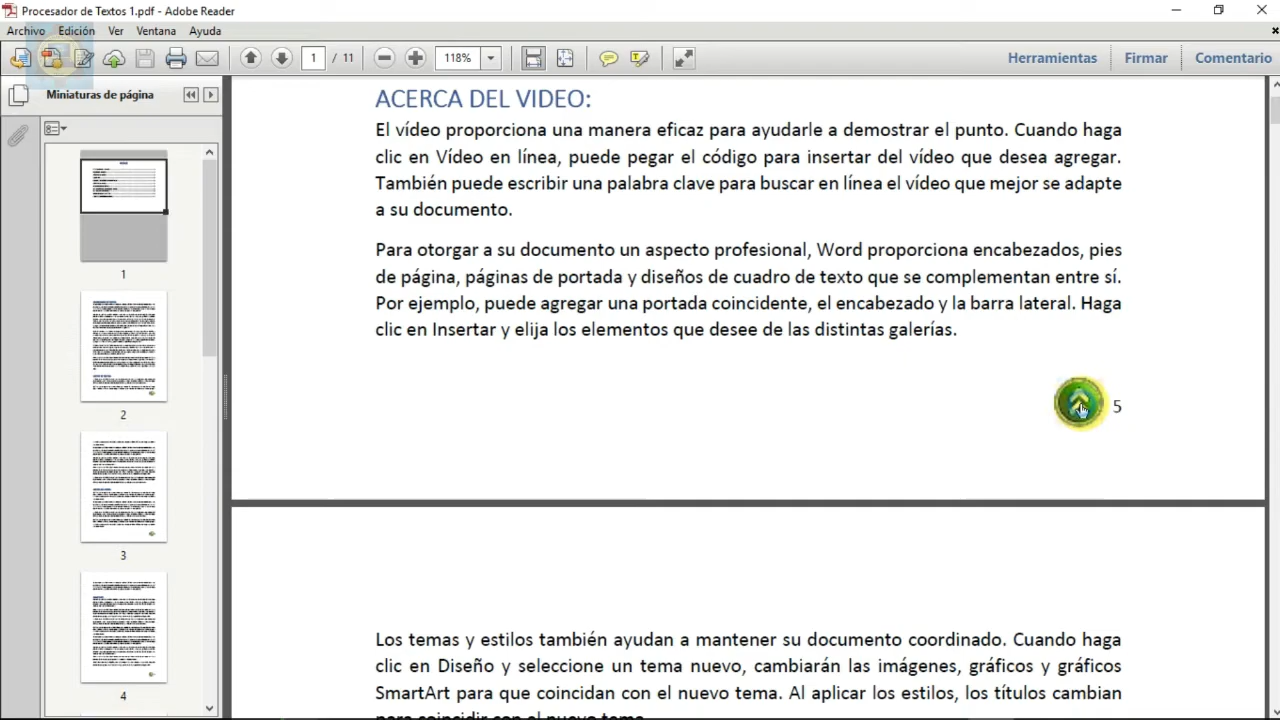 Procesador de Textos 1.pdf - Adobe Reader
Archivo Edición Ver Ventana Ayuda
1 / 11 118% Herramientas Firmar Comentario
Miniaturas de página
1
2
3
4
ACERCA DEL VIDEO:
El vídeo proporciona una manera eficaz para ayudarle a demostrar el punto. Cuando haga
clic en Vídeo en línea, puede pegar el código para insertar del vídeo que desea agregar.
También puede escribir una palabra clave para buscar en línea el vídeo que mejor se adapte
a su documento.
Para otorgar a su documento un aspecto profesional, Word proporciona encabezados, pies
de página, páginas de portada y diseños de cuadro de texto que se complementan entre sí.
Por ejemplo, puede agregar una portada coincidente, el encabezado y la barra lateral. Haga
clic en Insertar y elija los elementos que desee de las distintas galerías.
5
Los temas y estilos también ayudan a mantener su documento coordinado. Cuando haga
clic en Diseño y seleccione un tema nuevo, cambiarán las imágenes, gráficos y gráficos
SmartArt para que coincidan con el nuevo tema. Al aplicar los estilos, los títulos cambian
para coincidir con el nuevo tema.